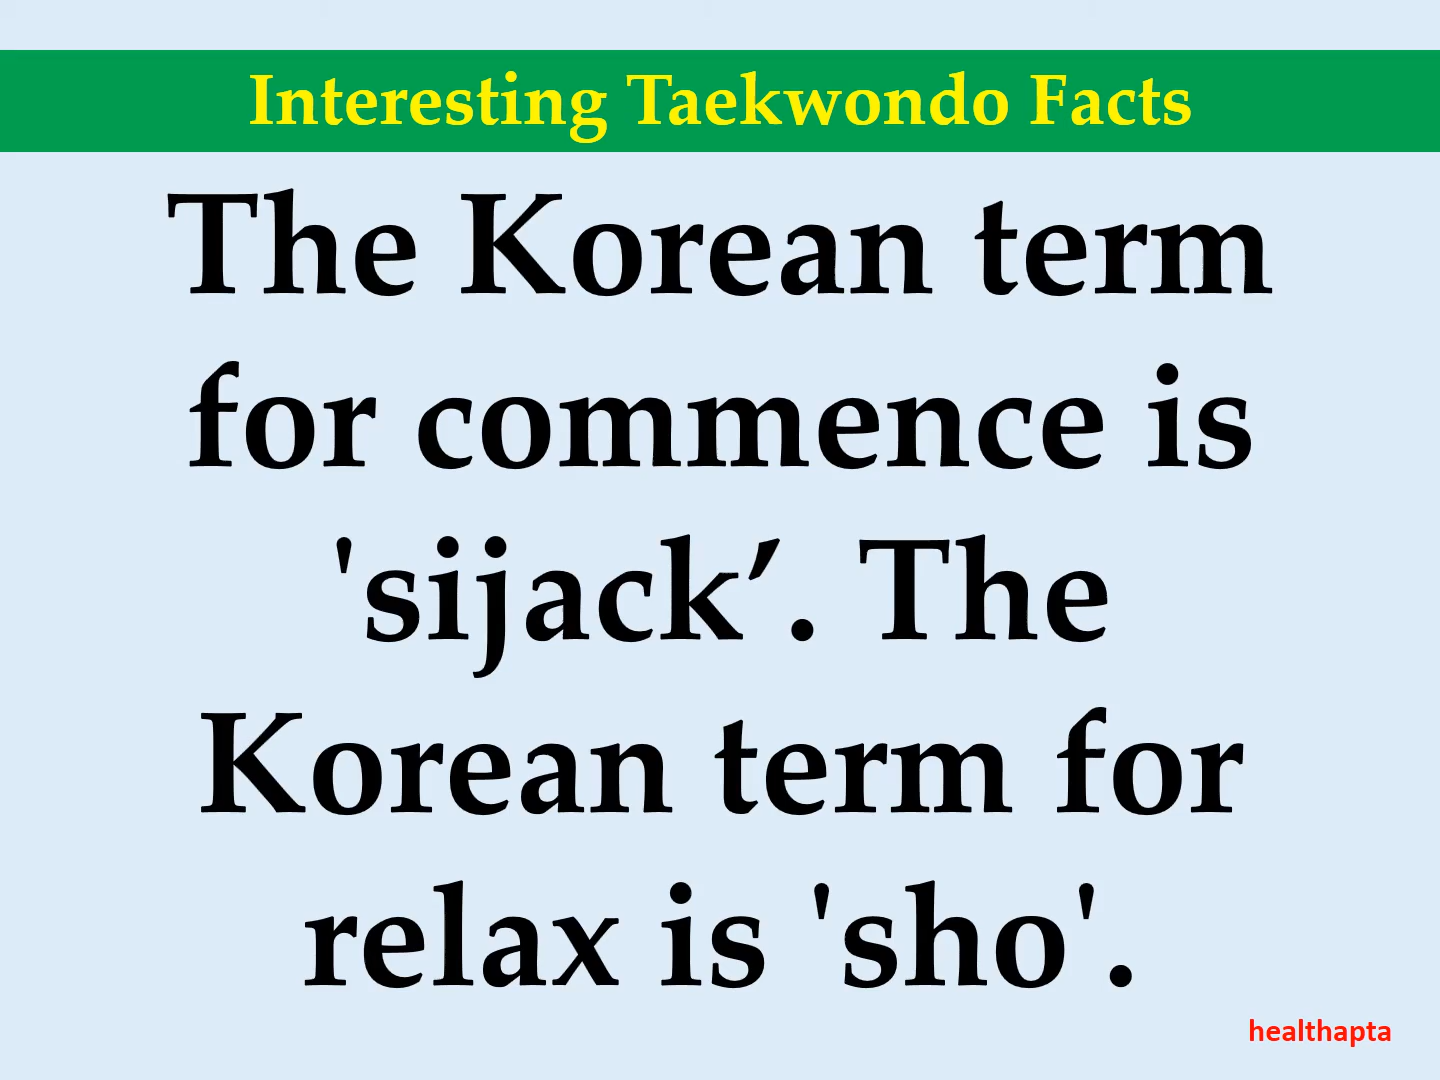 Interesting Taekwondo Facts
The Korean term
for commence is
'sijack’. The
Korean term for
relax is 'sho'.
healthapta